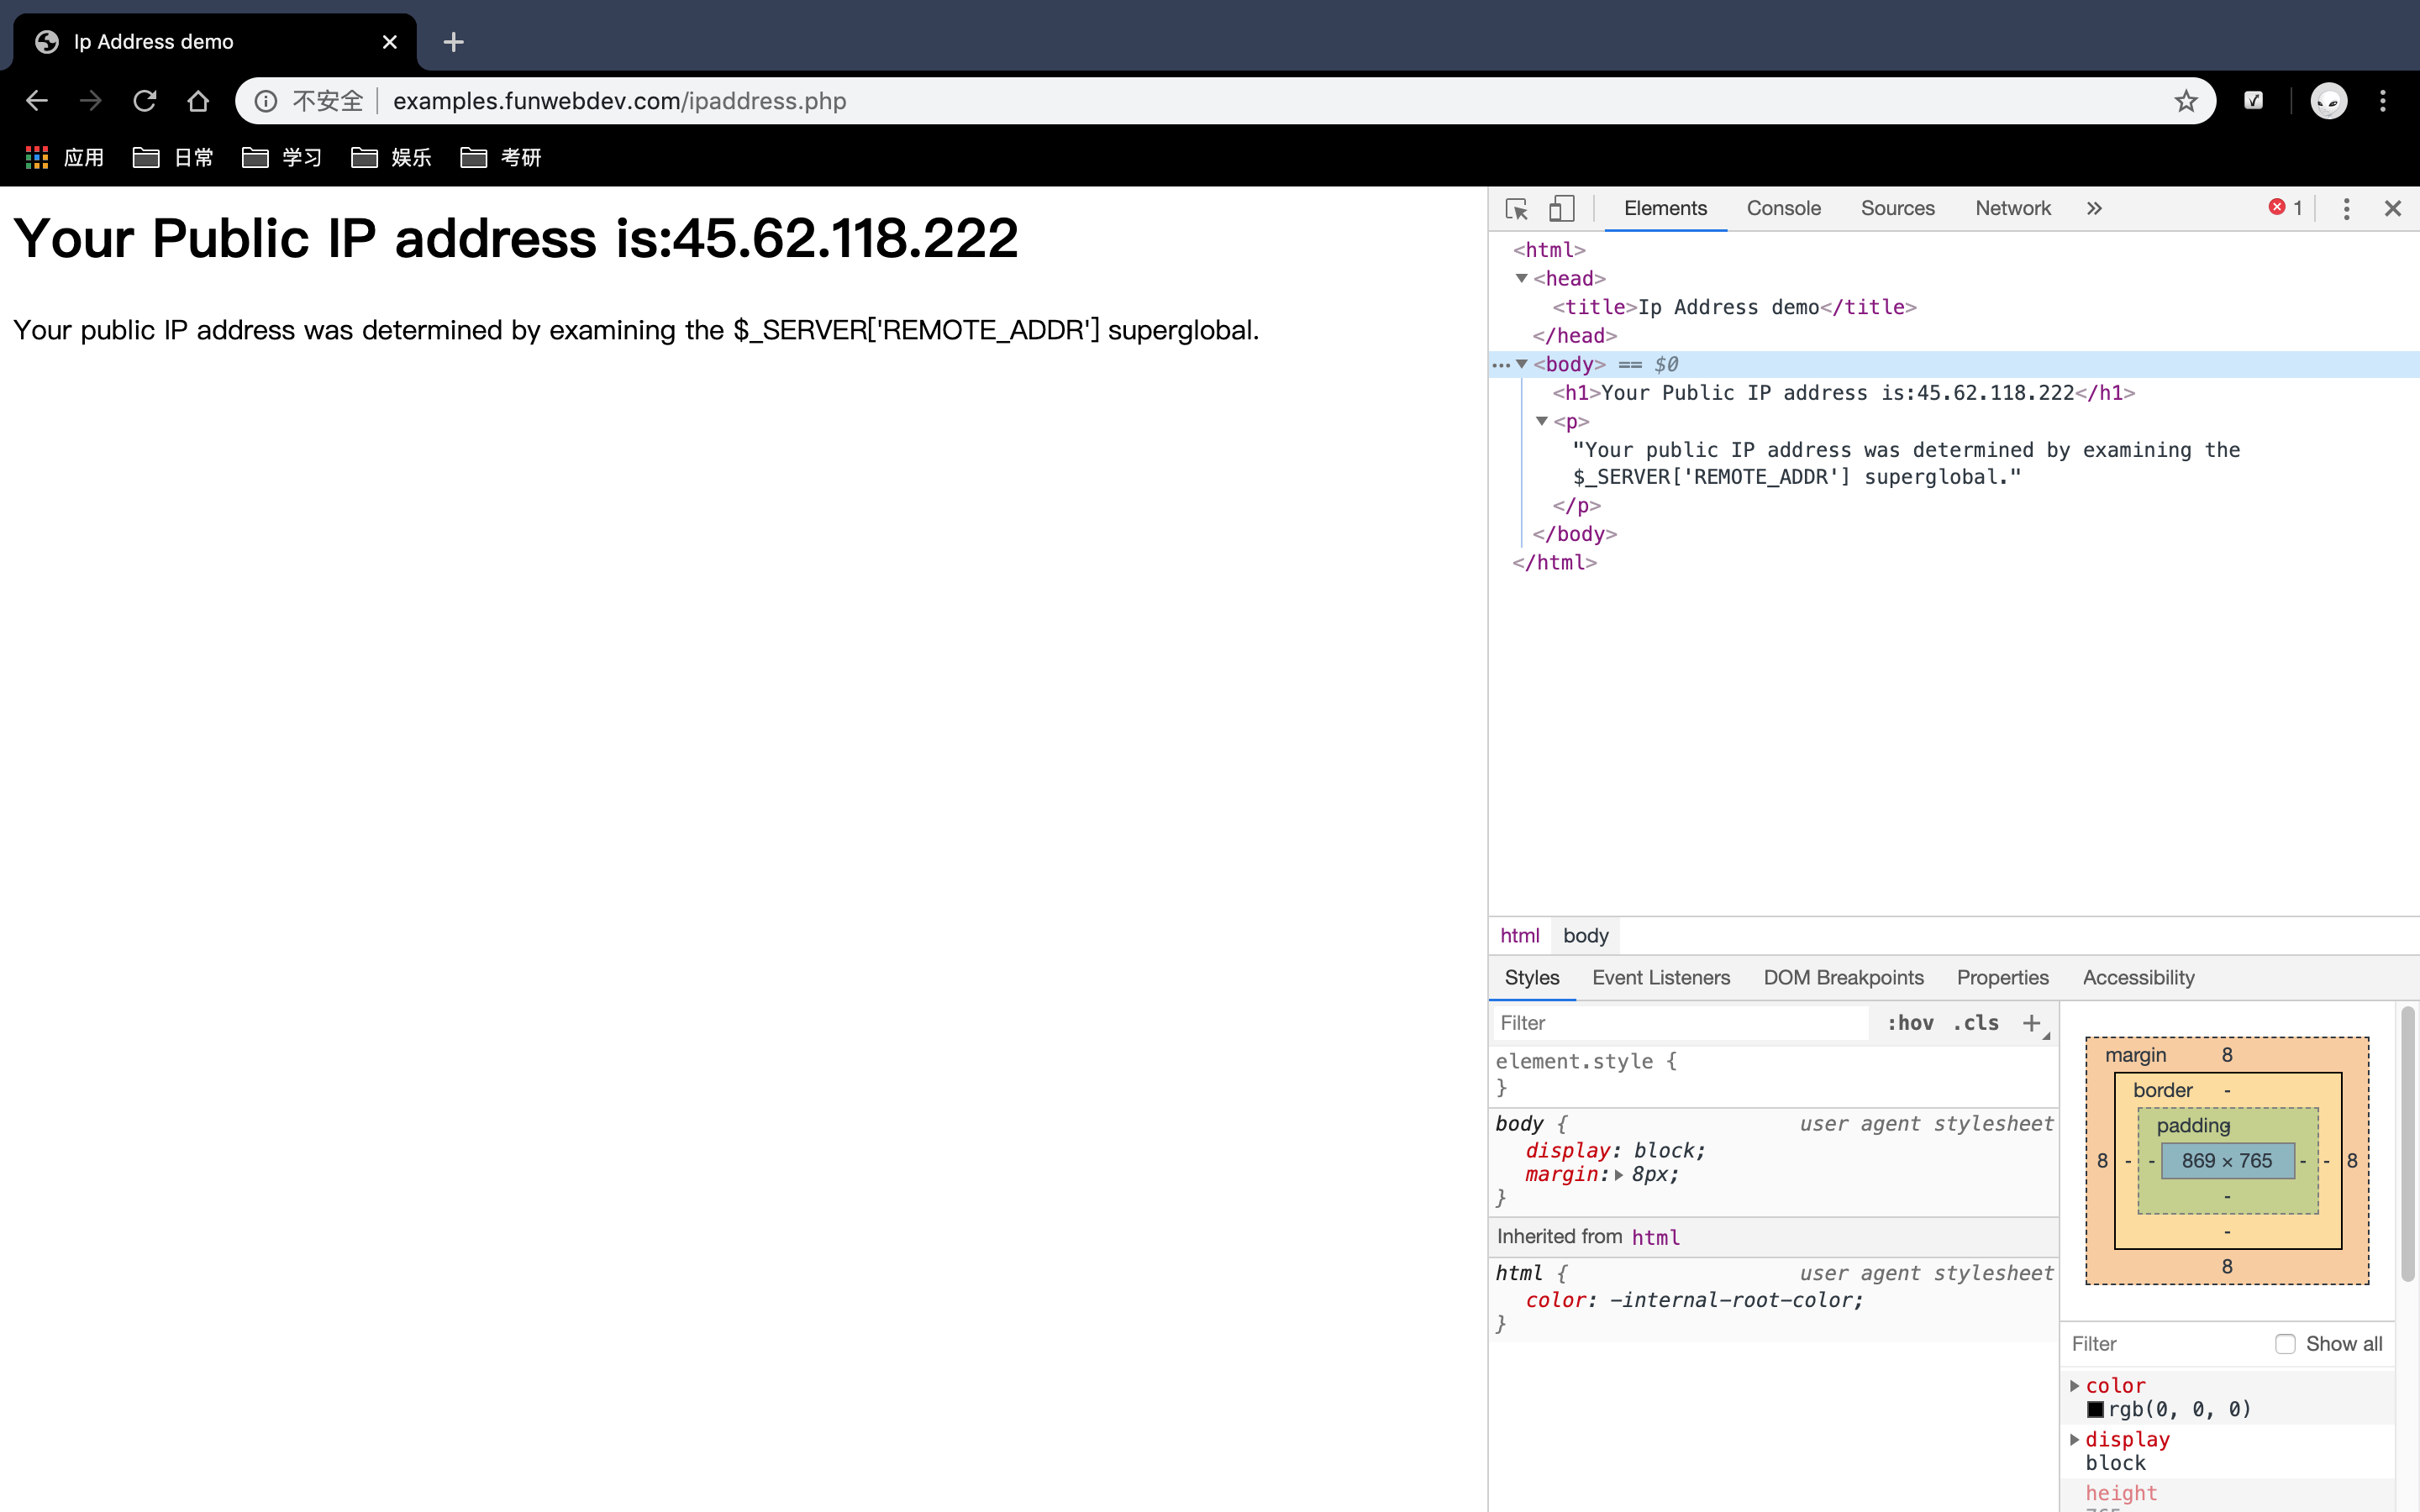 Ip Address demo
不安全 examples.funwebdev.com/ipaddress.php
应用 日常 学习 娱乐 考研
Your Public IP address is:45.62.118.222
Your public IP address was determined by examining the $_SERVER['REMOTE_ADDR'] superglobal.
Elements Console Sources Network 1
<html>
<head>
<title>Ip Address demo</title>
</head>
<body> == $0
<h1>Your Public IP address is:45.62.118.222</h1>
<p>
"Your public IP address was determined by examining the
$_SERVER['REMOTE_ADDR'] superglobal."
</p>
</body>
</html>
html body
Styles Event Listeners DOM Breakpoints Properties Accessibility
Filter :hov .cls +
element.style {
}
body { user agent stylesheet
display: block;
margin: 8px;
}
Inherited from html
html { user agent stylesheet
color: -internal-root-color;
}
margin 8
border -
padding -
8 - - 869 × 765 - - 8
-
-
8
Filter Show all
color
rgb(0, 0, 0)
display
block
height